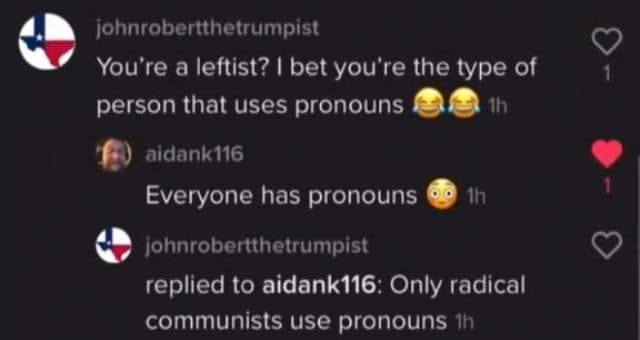 johnrobertthetrumpist
You're a leftist? I bet you're the type of
1
person that uses pronouns 😂😂 1h
aidank116
Everyone has pronouns 😳 1h
1
johnrobertthetrumpist
replied to aidank116: Only radical
communists use pronouns 1h